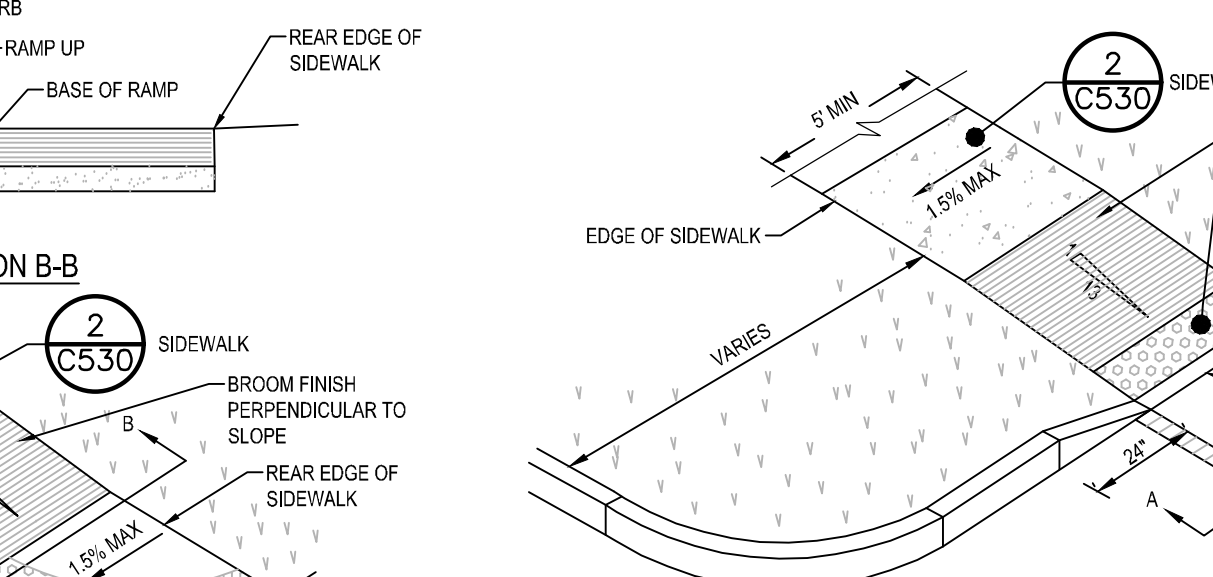 RB
RAMP UP
BASE OF RAMP
REAR EDGE OF
SIDEWALK
ON B-B
2
C530
SIDEWALK
BROOM FINISH
PERPENDICULAR TO
SLOPE
B
REAR EDGE OF
SIDEWALK
1.5% MAX
5' MIN
2
C530
SIDEW
1.5% MAX
EDGE OF SIDEWALK
1
VARIES
24"
A